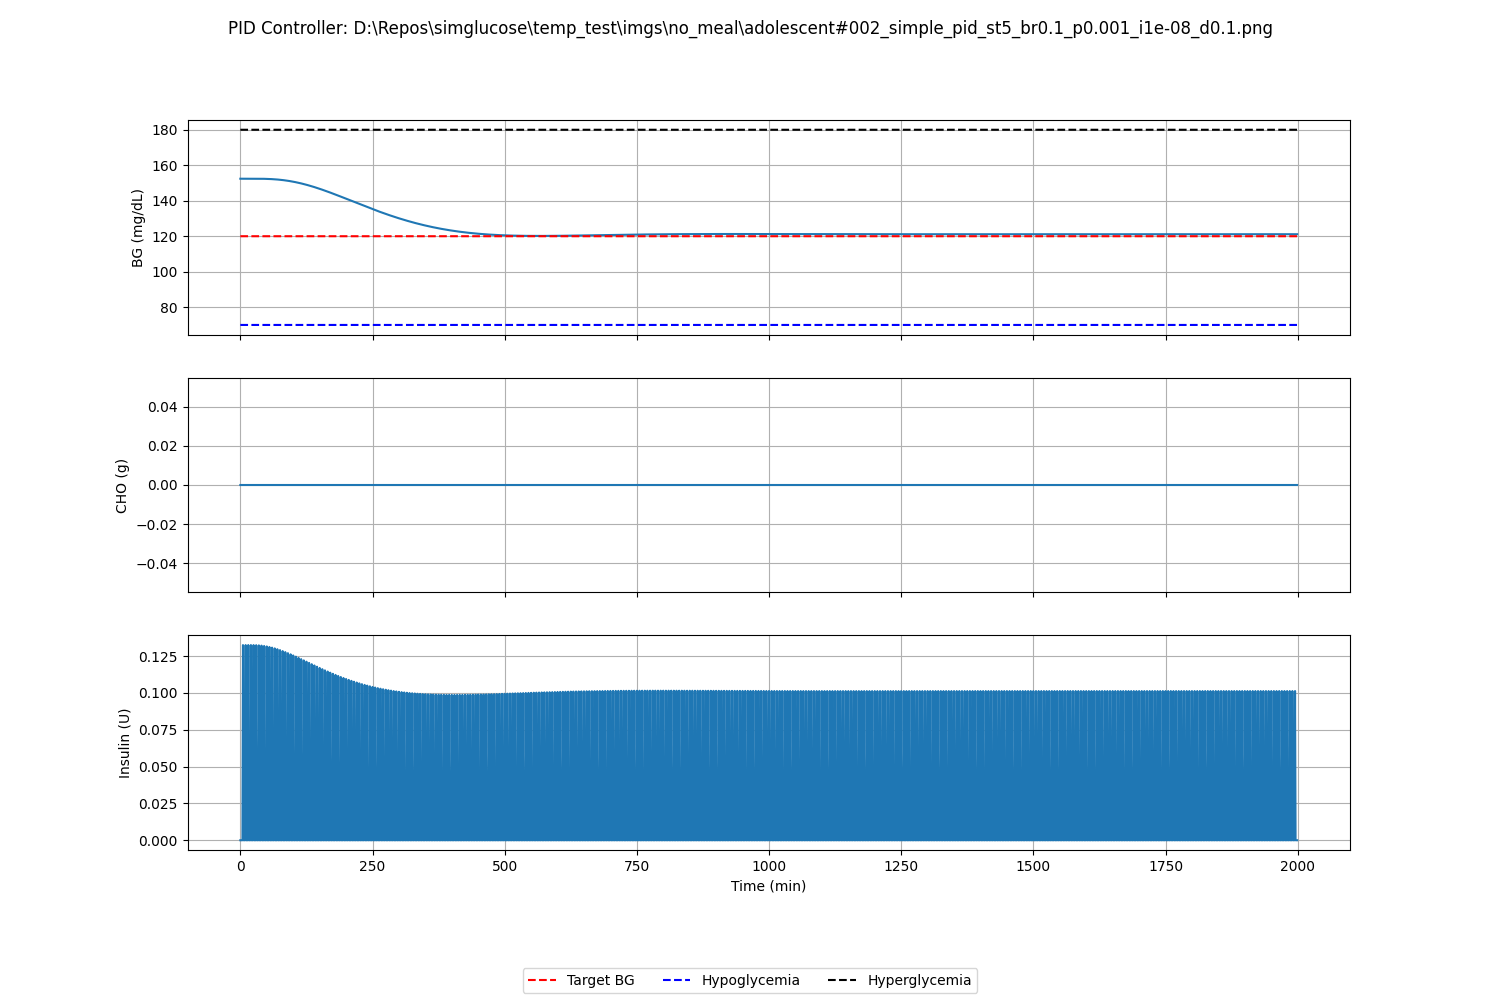 PID Controller: D:\Repos\simglucose\temp_test\imgs\no_meal\adolescent#002_simple_pid_st5_br0.1_p0.001_i1e-08_d0.1.png
180
160
140
120
100
80
BG (mg/dL)
0.04
0.02
0.00
−0.02
−0.04
CHO (g)
0.125
0.100
0.075
0.050
0.025
0.000
Insulin (U)
0 250 500 750 1000 1250 1500 1750 2000
Time (min)
Target BG Hypoglycemia Hyperglycemia